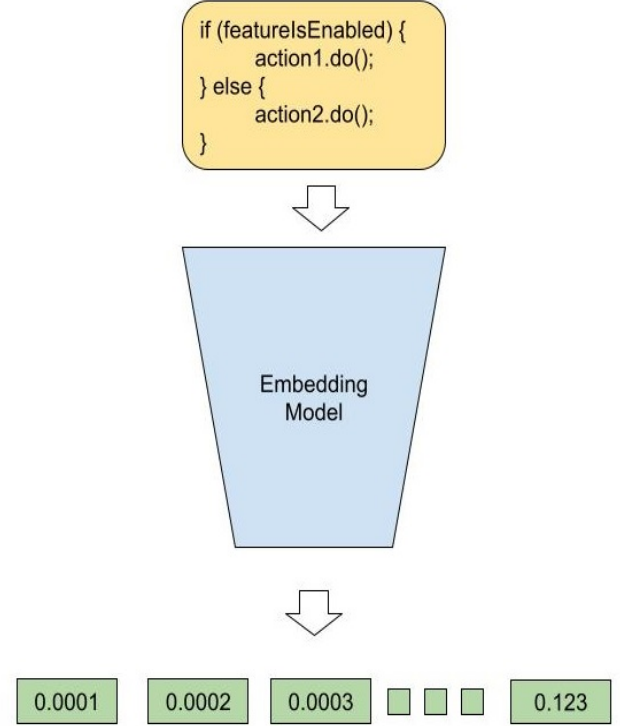 if (featureIsEnabled) {
action1.do();
} else {
action2.do();
}
Embedding
Model
0.0001 0.0002 0.0003 0.123